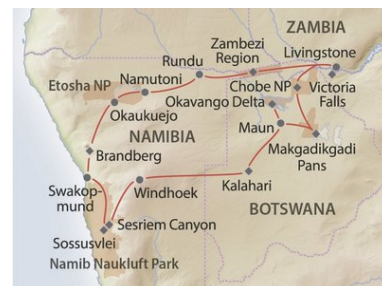 ZAMBIA
Zambezi
Region
Livingstone
Rundu
Etosha NP
Namutoni
Chobe NP
Victoria
Falls
Okavango Delta
Okaukuejo
NAMIBIA
Maun
Makgadikgadi
Pans
Brandberg
Swakop-
mund
Windhoek
Kalahari
BOTSWANA
Sesriem Canyon
Sossusvlei
Namib Naukluft Park